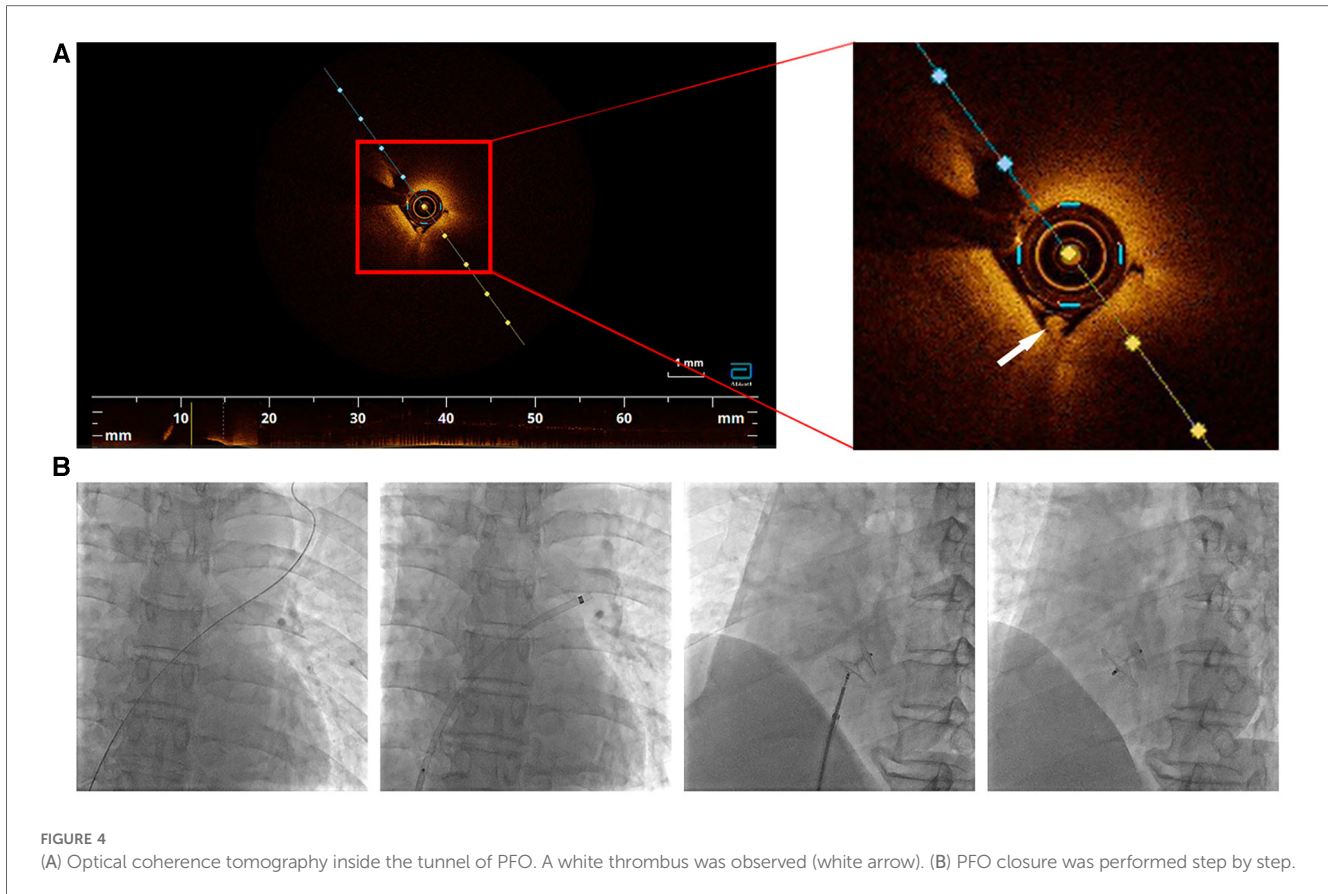 A
1 mm
Abbott
10 20 30 40 50 60 mm
mm
B
FIGURE 4
(A) Optical coherence tomography inside the tunnel of PFO. A white thrombus was observed (white arrow). (B) PFO closure was performed step by step.